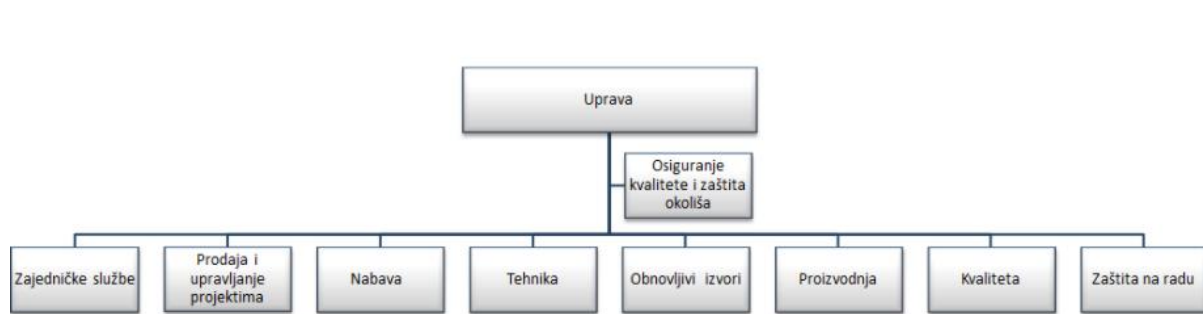 Uprava
Osiguranje
kvalitete i zaštita
okoliša
Zajedničke službe
Prodaja i
upravljanje
projektima
Nabava
Tehnika
Obnovljivi izvori
Proizvodnja
Kvaliteta
Zaštita na radu